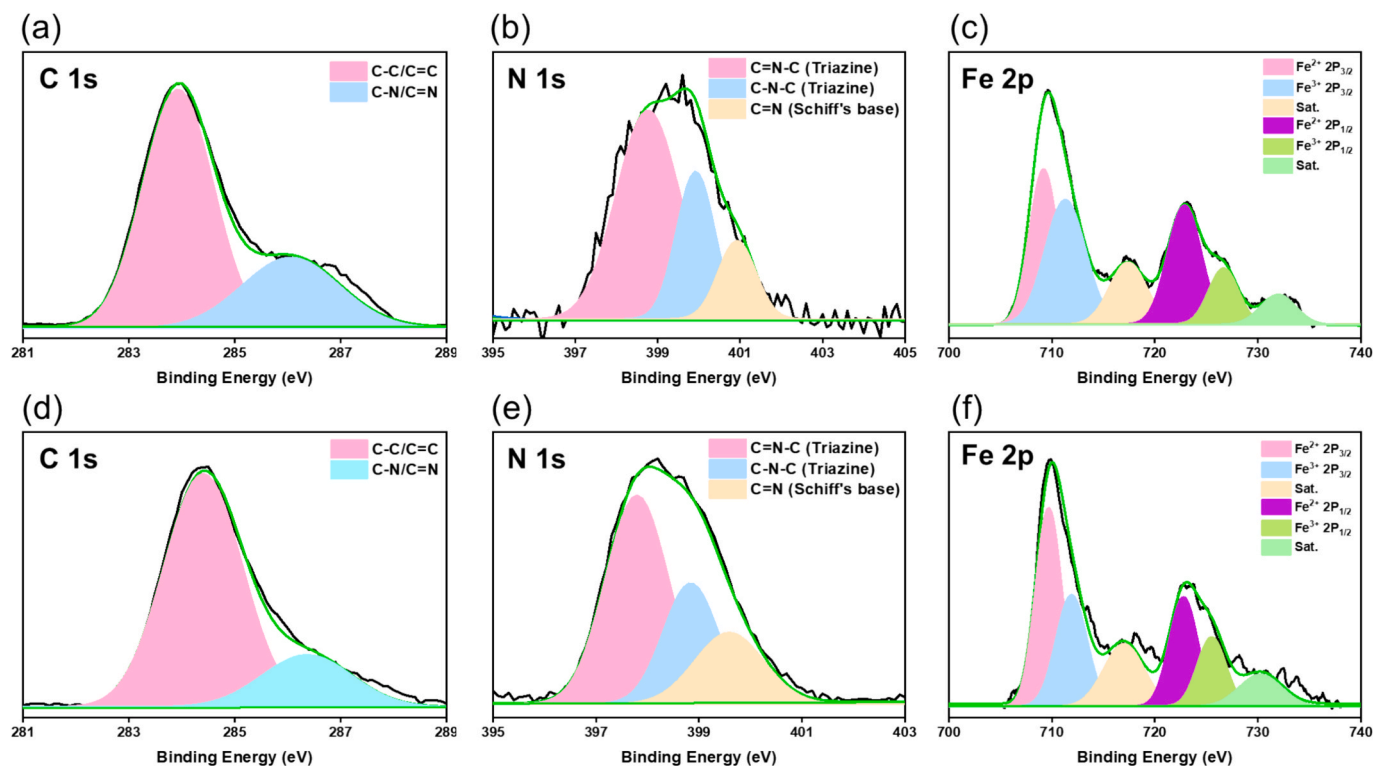 (a)
C 1s
C-C/C=C
C-N/C=N
281 283 285 287 289
Binding Energy (eV)
(b)
N 1s
C=N-C (Triazine)
C-N-C (Triazine)
C=N (Schiff's base)
395 397 399 401 403 405
Binding Energy (eV)
(c)
Fe 2p
Fe²⁺ 2P₃/₂
Fe³⁺ 2P₃/₂
Sat.
Fe²⁺ 2P₁/₂
Fe³⁺ 2P₁/₂
Sat.
700 710 720 730 740
Binding Energy (eV)
(d)
C 1s
C-C/C=C
C-N/C=N
281 283 285 287 289
Binding Energy (eV)
(e)
N 1s
C=N-C (Triazine)
C-N-C (Triazine)
C=N (Schiff's base)
395 397 399 401 403
Binding Energy (eV)
(f)
Fe 2p
Fe²⁺ 2P₃/₂
Fe³⁺ 2P₃/₂
Sat.
Fe²⁺ 2P₁/₂
Fe³⁺ 2P₁/₂
Sat.
700 710 720 730 740
Binding Energy (eV)